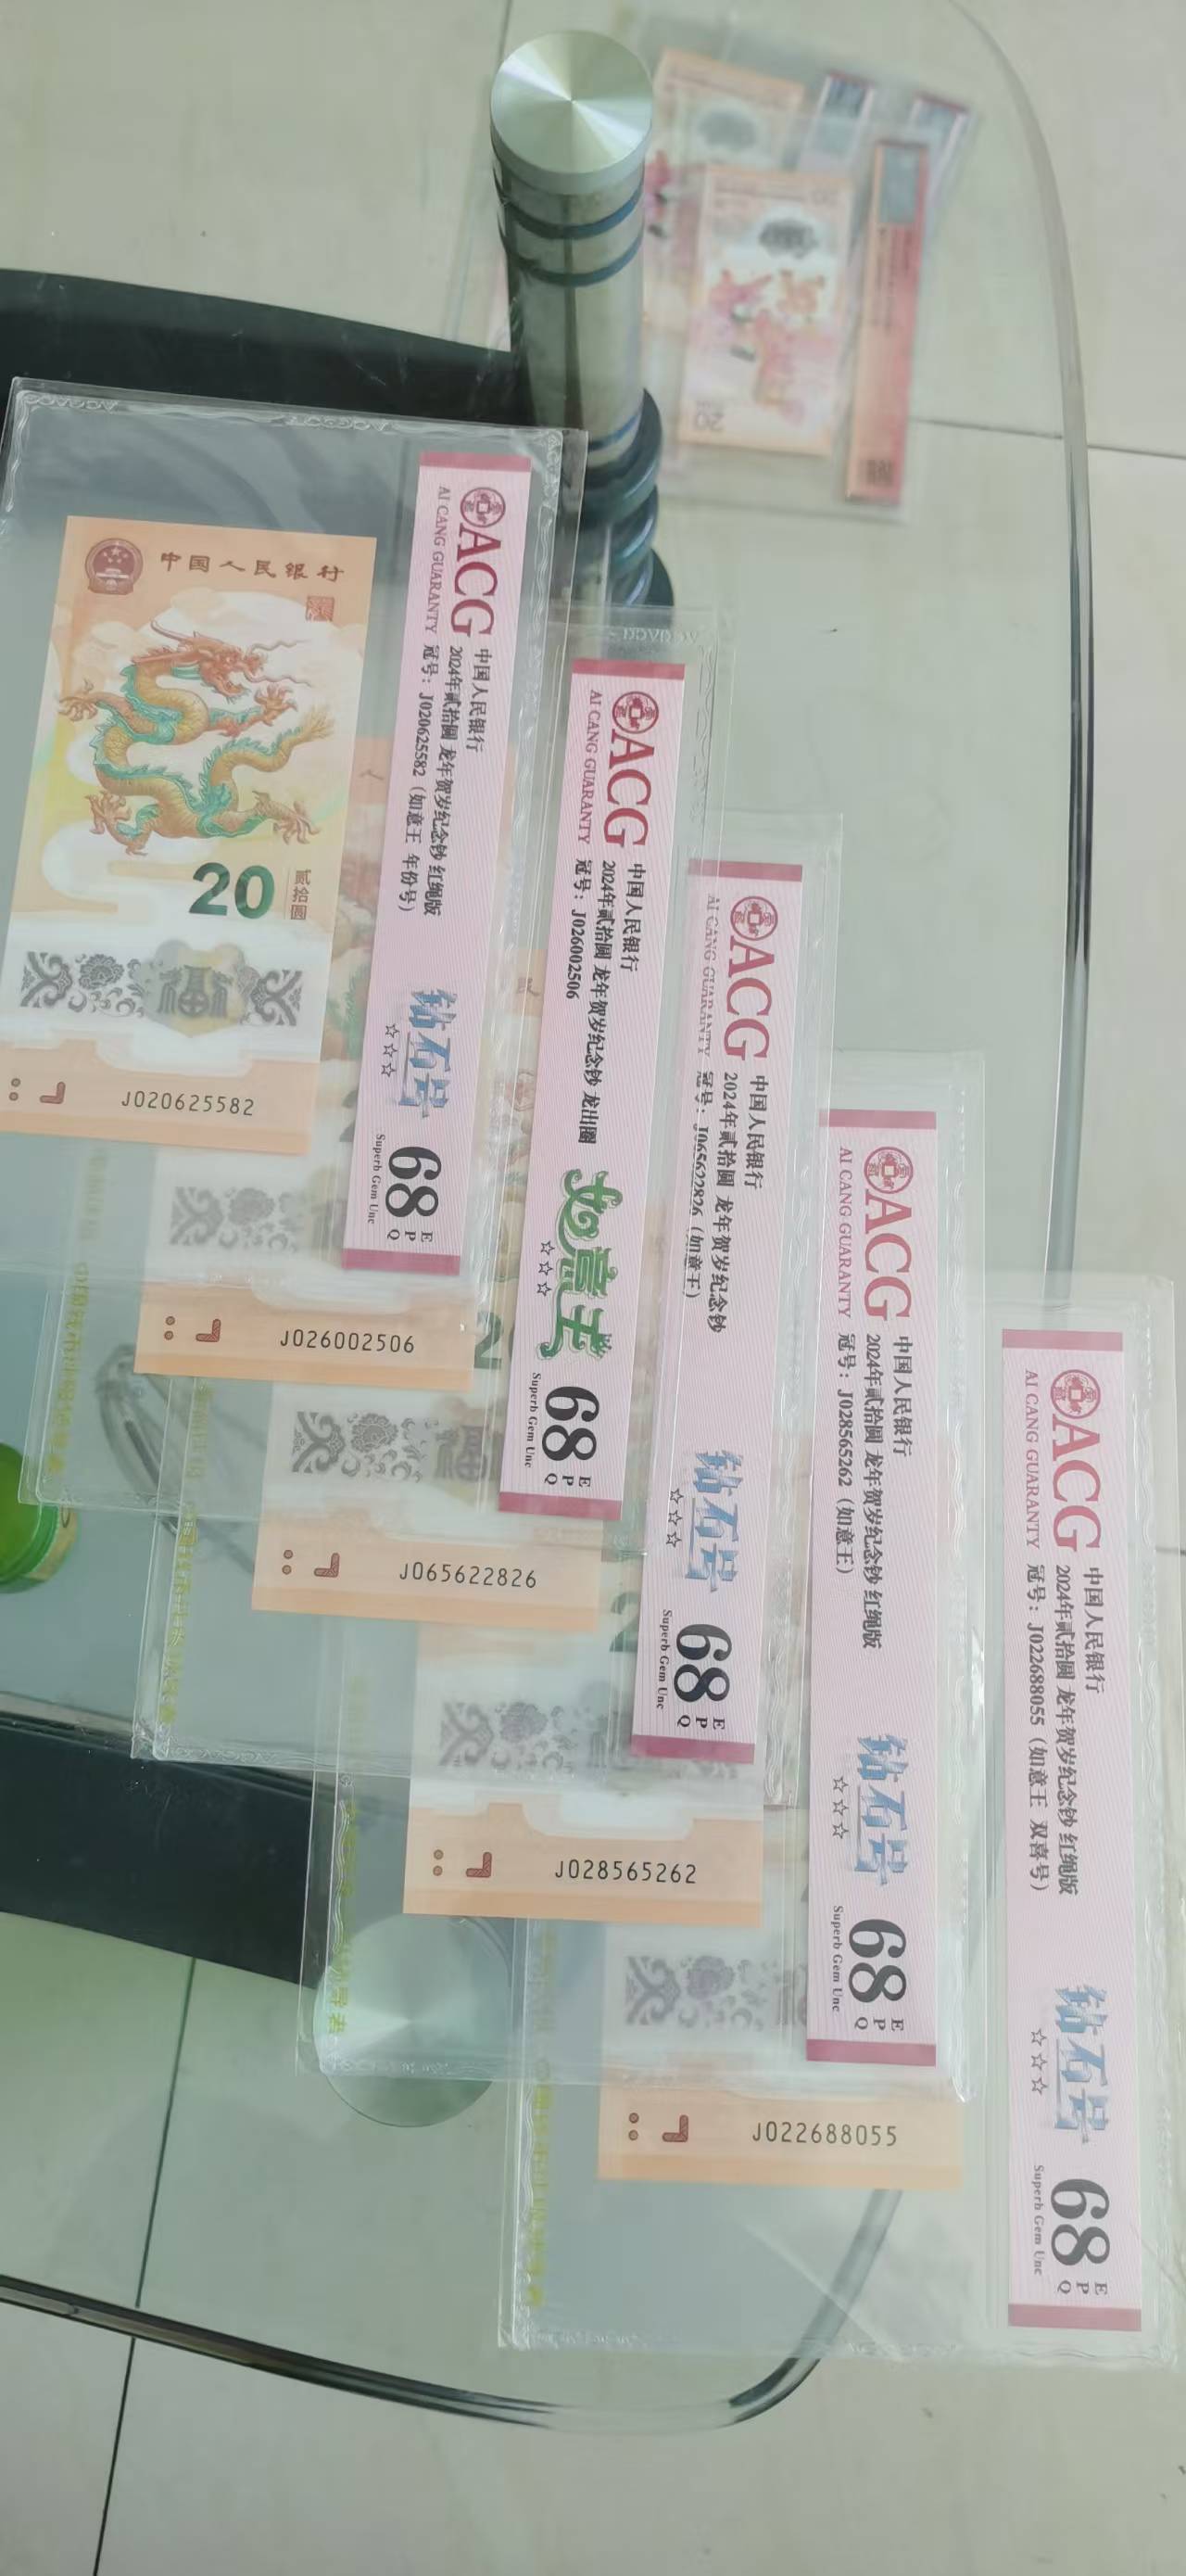 中国人民银行
20
贰拾圆
J020625582
ACG
AI CANG GUARANTY
中国人民银行
2024年贰拾圆 龙年贺岁纪念钞 红绳版
冠号：J020625582（如意王 年份号）
钻石号
☆☆☆
68
EPQ
Superb Gem Unc
J026002506
ACG
AI CANG GUARANTY
中国人民银行
2024年贰拾圆 龙年贺岁纪念钞 龙出圈
冠号：J026002506
☆☆☆
68
EPQ
Superb Gem Unc
J065622826
ACG
AI CANG GUARANTY
中国人民银行
2024年贰拾圆 龙年贺岁纪念钞
冠号：J065622826（如意王）
钻石号
☆☆☆
68
EPQ
Superb Gem Unc
J028565262
ACG
AI CANG GUARANTY
中国人民银行
2024年贰拾圆 龙年贺岁纪念钞 红绳版
冠号：J028565262（如意王）
钻石号
☆☆☆
68
EPQ
Superb Gem Unc
J022688055
ACG
AI CANG GUARANTY
中国人民银行
2024年贰拾圆 龙年贺岁纪念钞 红绳版
冠号：J022688055（如意王 双喜号）
钻石号
☆☆☆
68
EPQ
Superb Gem Unc